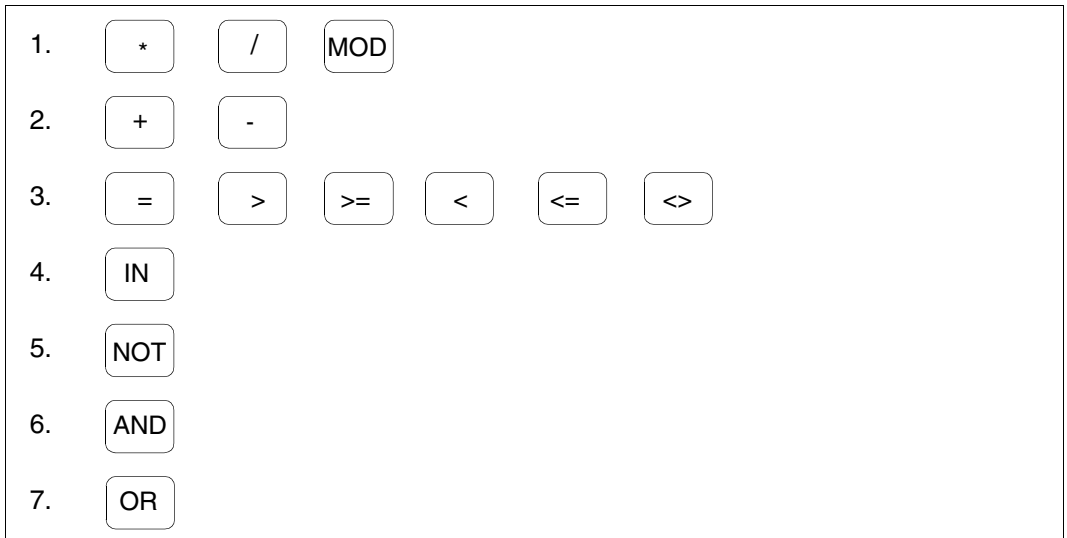 1. * / MOD
2. + -
3. = > >= < <= <>
4. IN
5. NOT
6. AND
7. OR